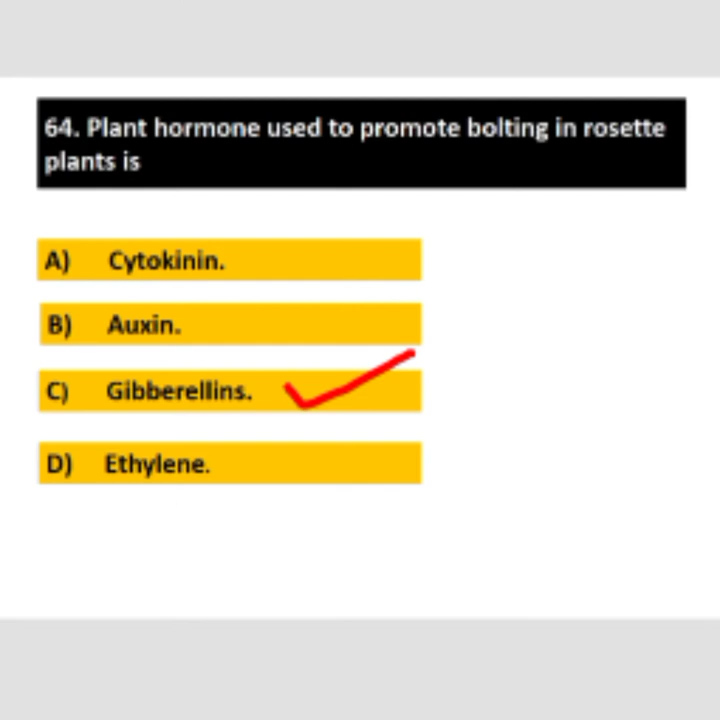 64. Plant hormone used to promote bolting in rosette
plants is
A) Cytokinin.
B) Auxin.
C) Gibberellins.
D) Ethylene.